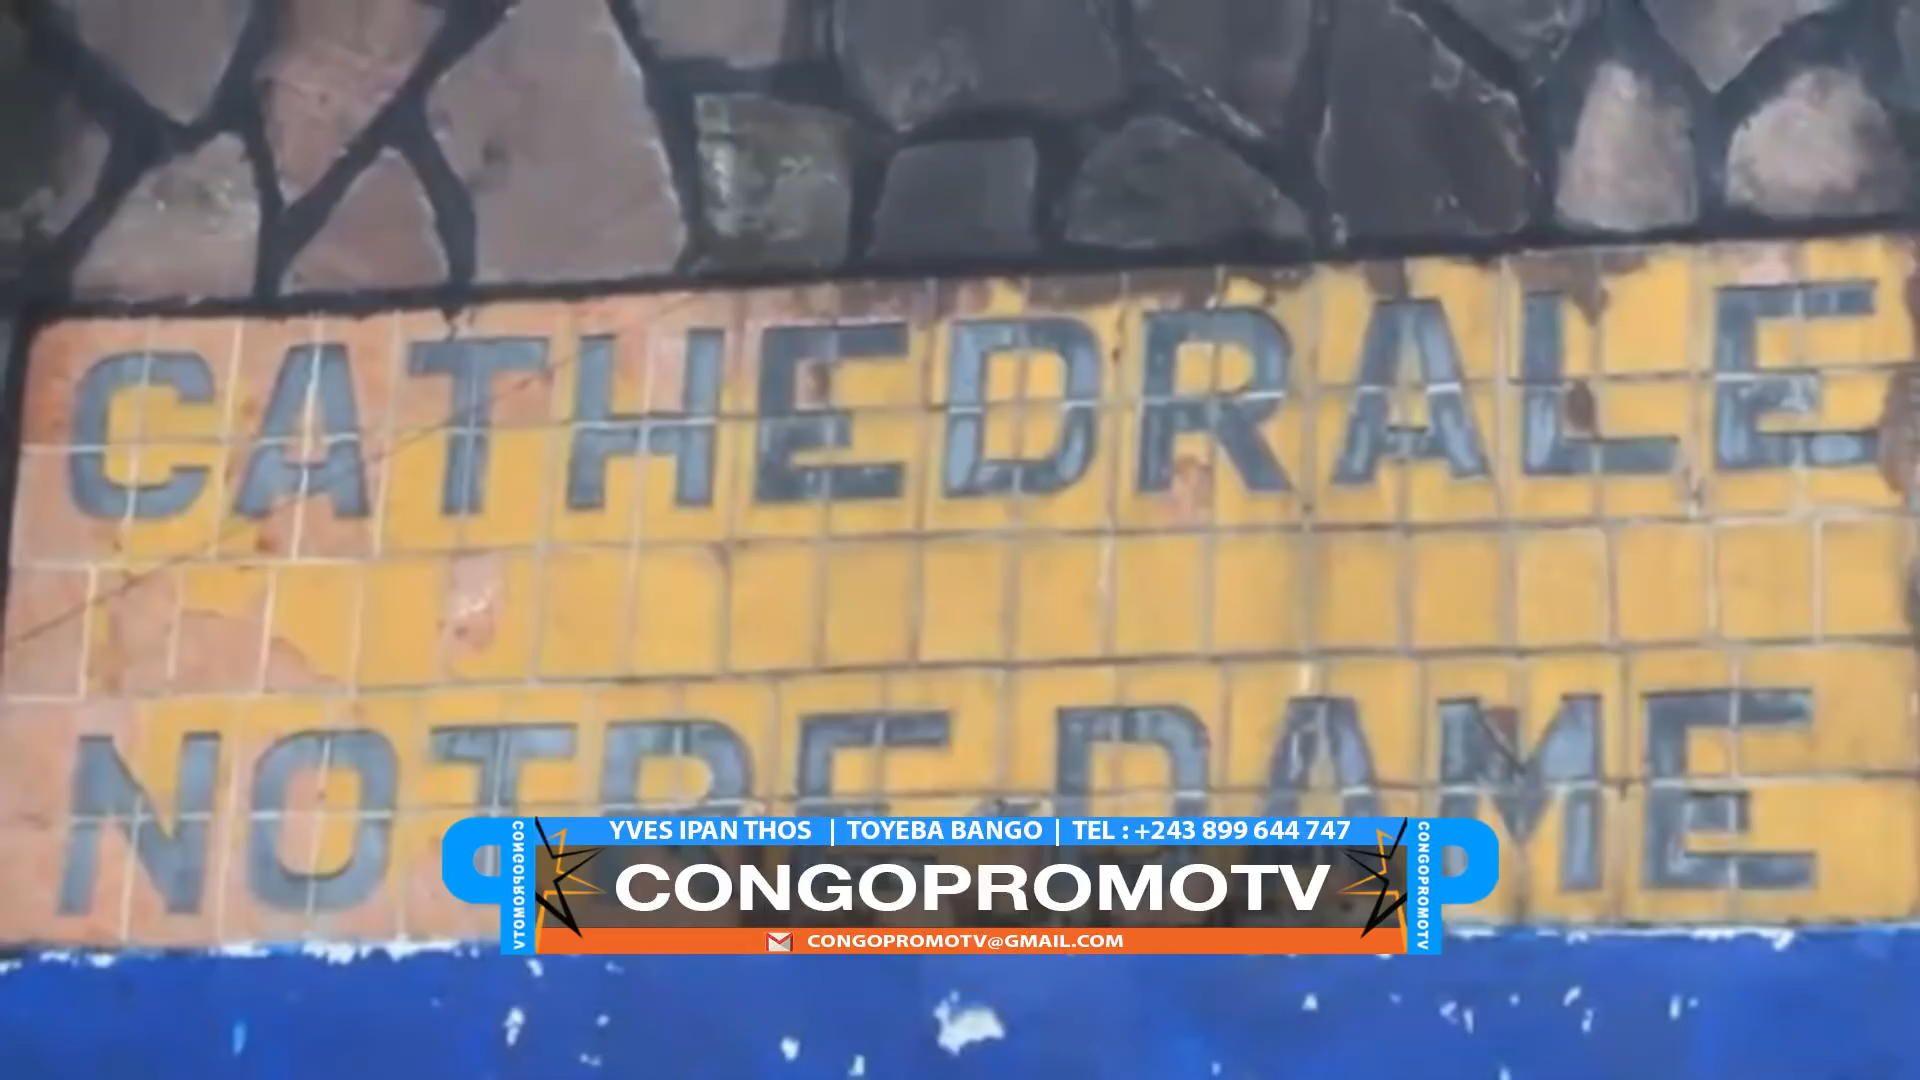 CATHEDRALE
NOTRE-DAME
YVES IPAN THOS | TOYEBA BANGO | TEL : +243 899 644 747
CONGOPROMOTV
CONGOPROMOTV
CONGOPROMOTV
CONGOPROMOTV@GMAIL.COM